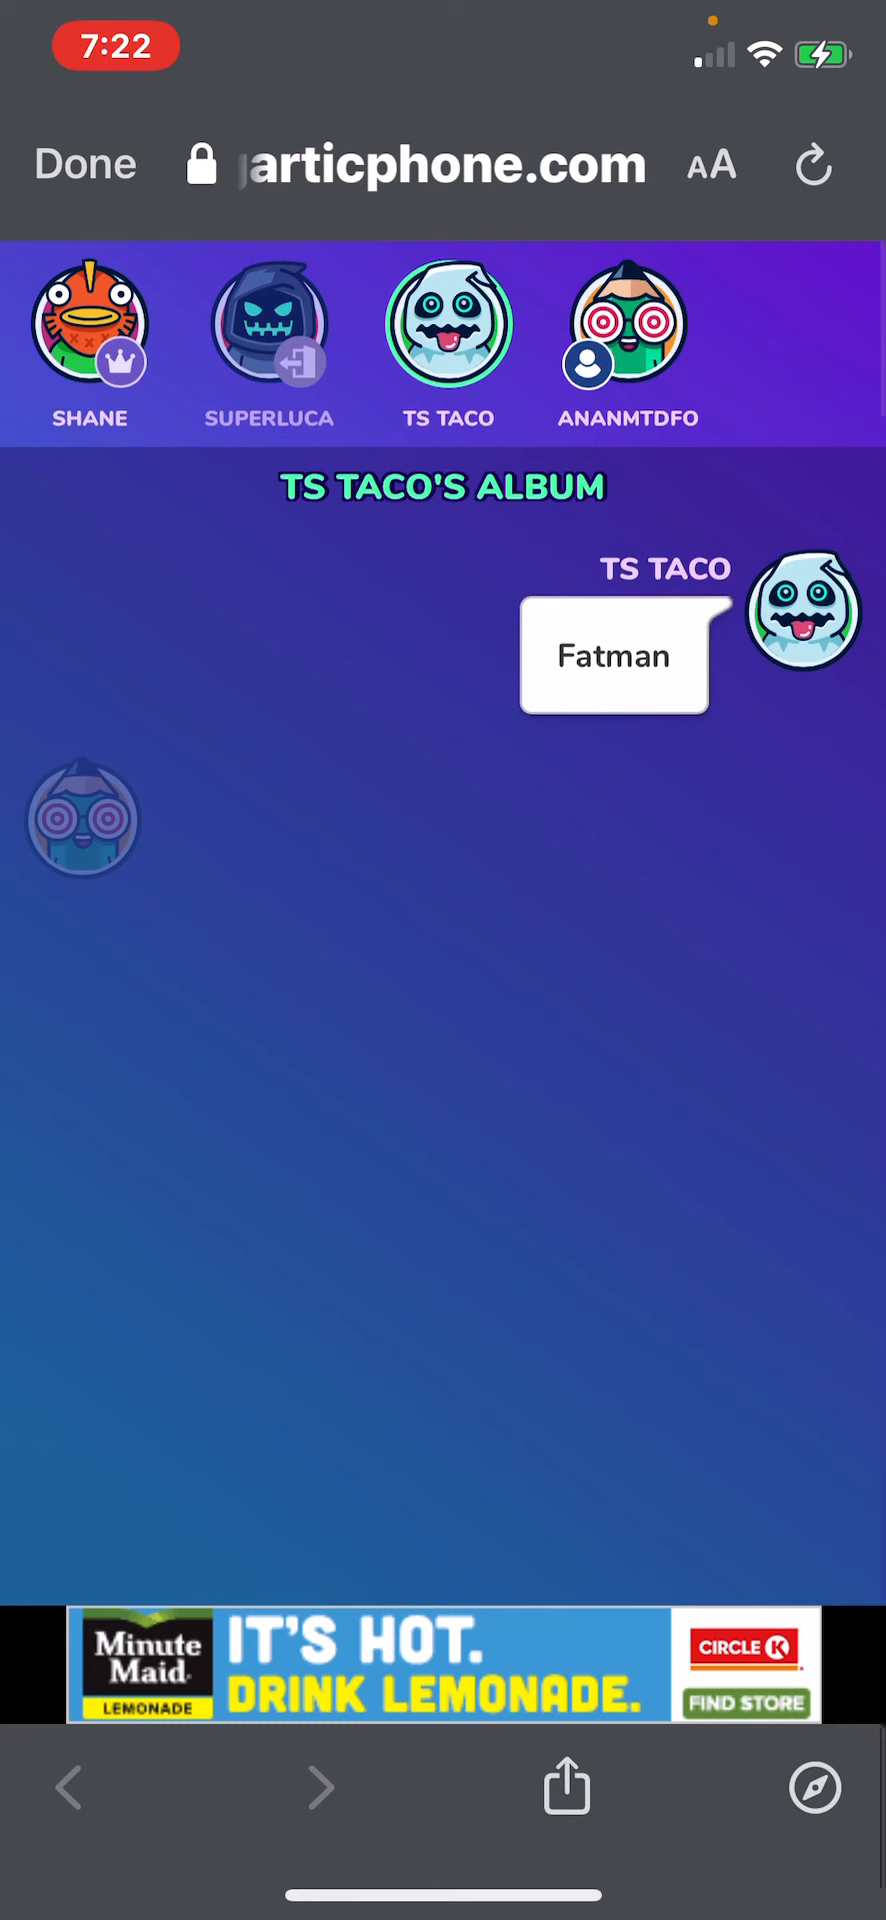 7:22
Done
articphone.com
AA
SHANE
SUPERLUCA
TS TACO
ANANMTDFO
TS TACO'S ALBUM
TS TACO
Fatman
Minute
Maid
LEMONADE
IT'S HOT.
DRINK LEMONADE.
CIRCLE K
FIND STORE